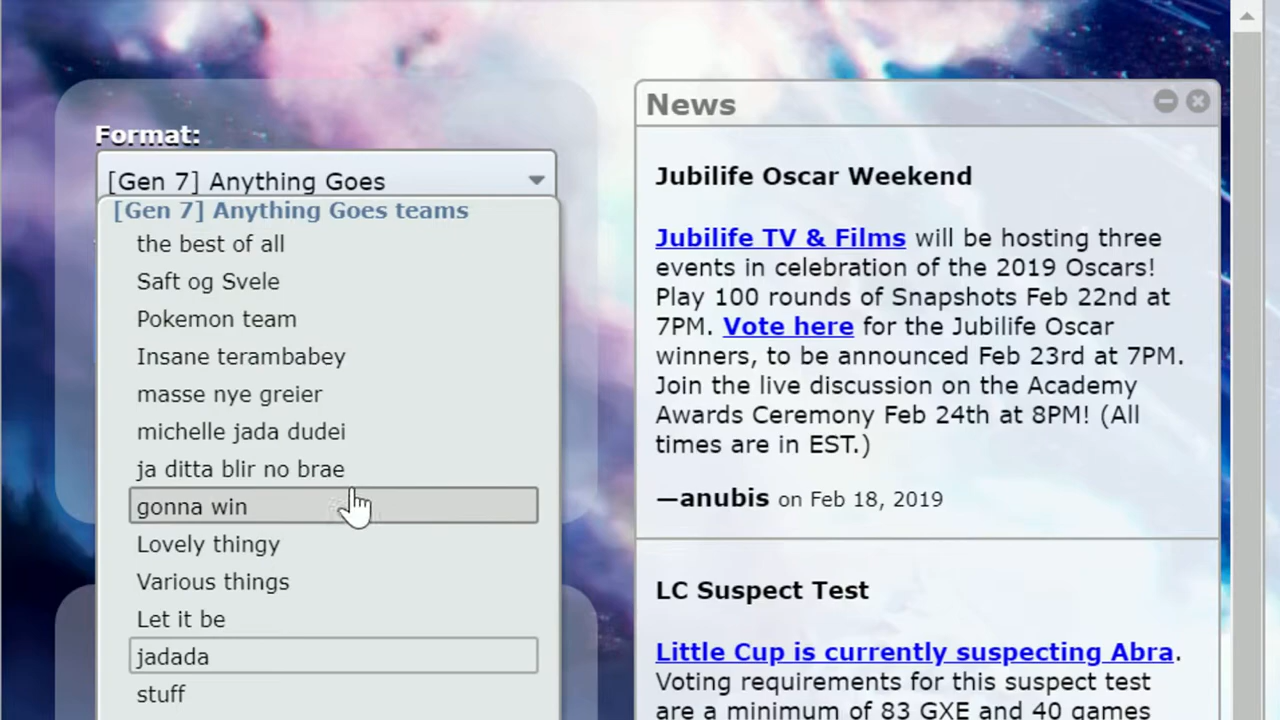 Format:
[Gen 7] Anything Goes
[Gen 7] Anything Goes teams
the best of all
Saft og Svele
Pokemon team
Insane terambabey
masse nye greier
michelle jada dudei
ja ditta blir no brae
gonna win
Lovely thingy
Various things
Let it be
jadada
stuff
News
Jubilife Oscar Weekend
Jubilife TV & Films will be hosting three
events in celebration of the 2019 Oscars!
Play 100 rounds of Snapshots Feb 22nd at
7PM. Vote here for the Jubilife Oscar
winners, to be announced Feb 23rd at 7PM.
Join the live discussion on the Academy
Awards Ceremony Feb 24th at 8PM! (All
times are in EST.)
—anubis on Feb 18, 2019
LC Suspect Test
Little Cup is currently suspecting Abra.
Voting requirements for this suspect test
are a minimum of 83 GXE and 40 games